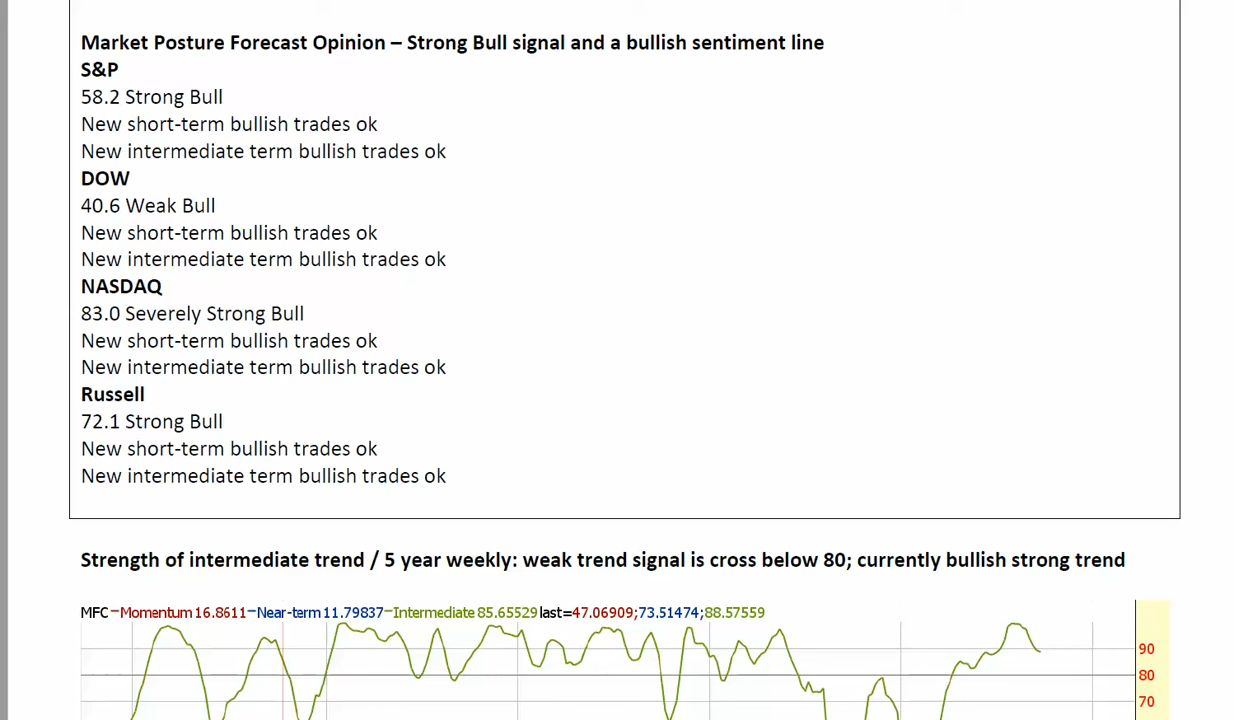 Market Posture Forecast Opinion – Strong Bull signal and a bullish sentiment line
S&P
58.2 Strong Bull
New short-term bullish trades ok
New intermediate term bullish trades ok
DOW
40.6 Weak Bull
New short-term bullish trades ok
New intermediate term bullish trades ok
NASDAQ
83.0 Severely Strong Bull
New short-term bullish trades ok
New intermediate term bullish trades ok
Russell
72.1 Strong Bull
New short-term bullish trades ok
New intermediate term bullish trades ok
Strength of intermediate trend / 5 year weekly: weak trend signal is cross below 80; currently bullish strong trend
MFC–Momentum 16.8611–Near-term 11.79837–Intermediate 85.65529 last=47.06909;73.51474;88.57559
90
80
70